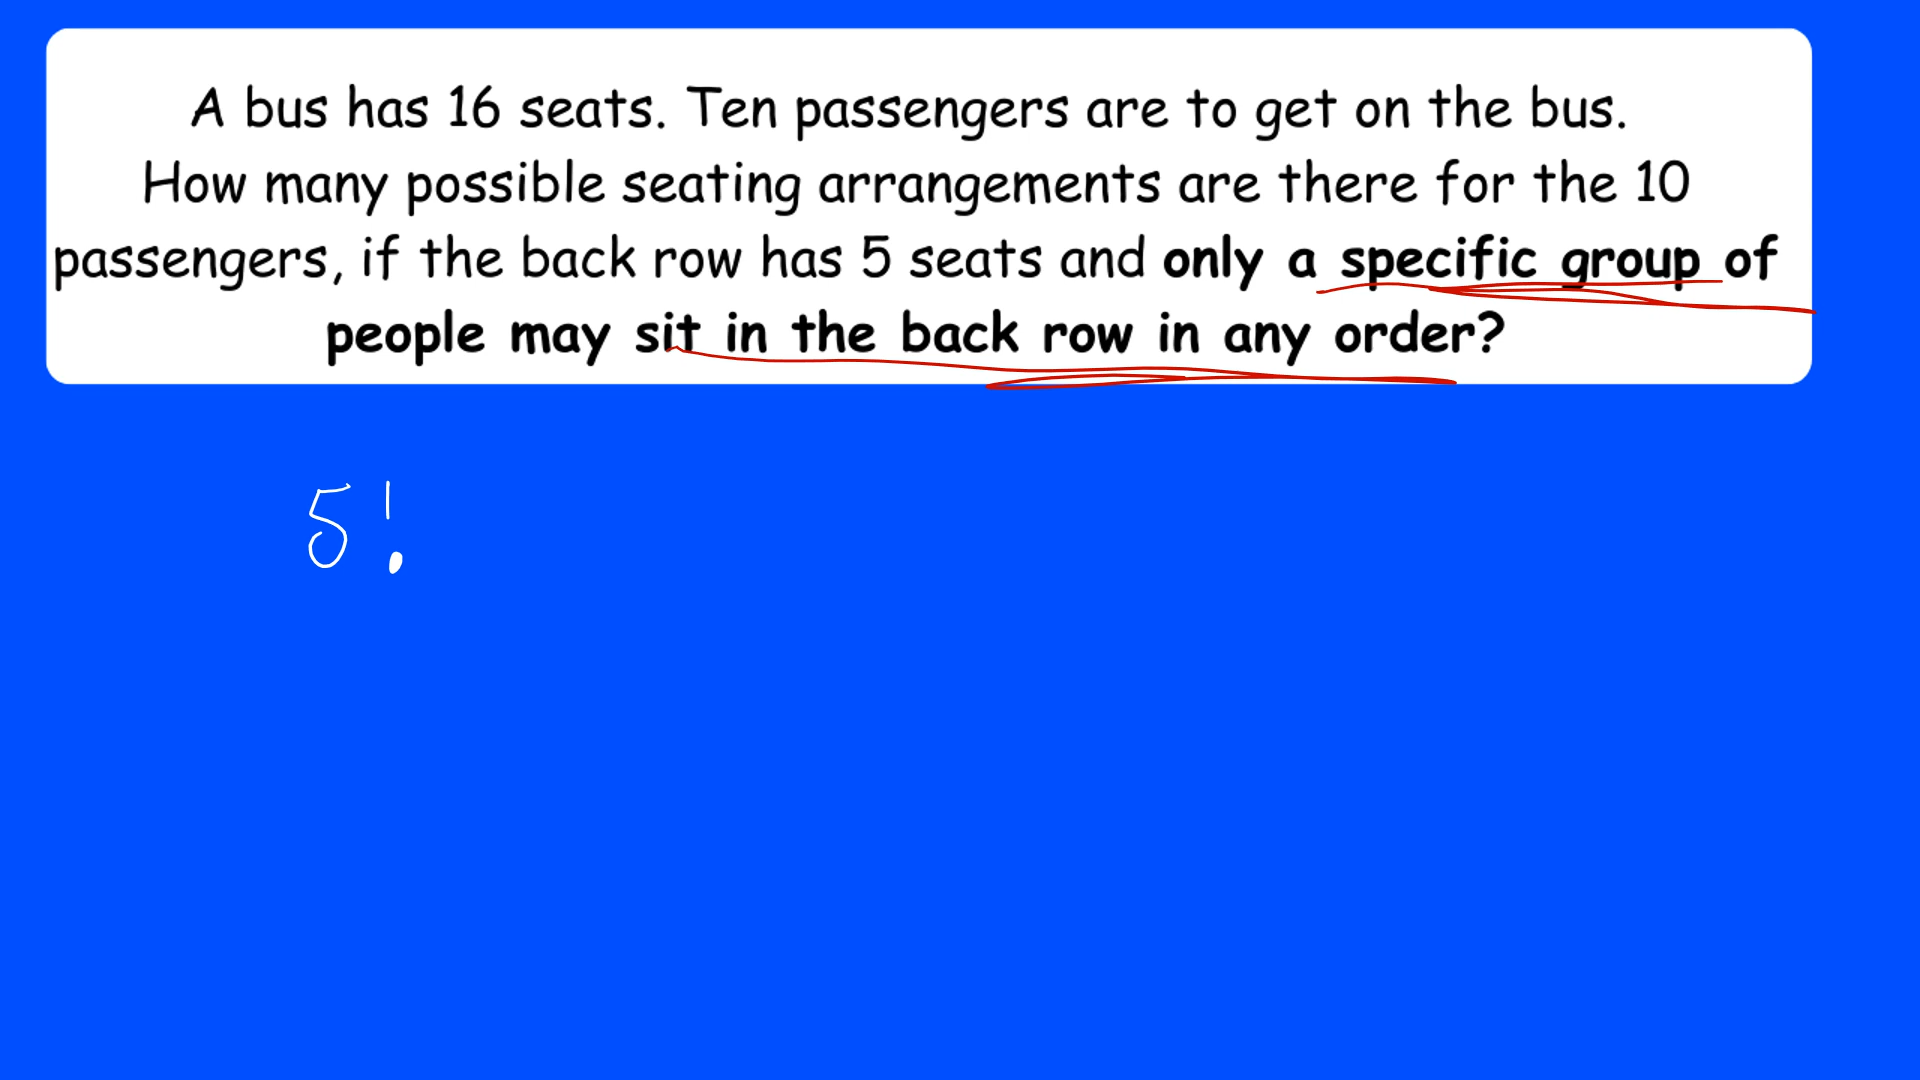 A bus has 16 seats. Ten passengers are to get on the bus.
How many possible seating arrangements are there for the 10
passengers, if the back row has 5 seats and only a specific group of
people may sit in the back row in any order?
5!